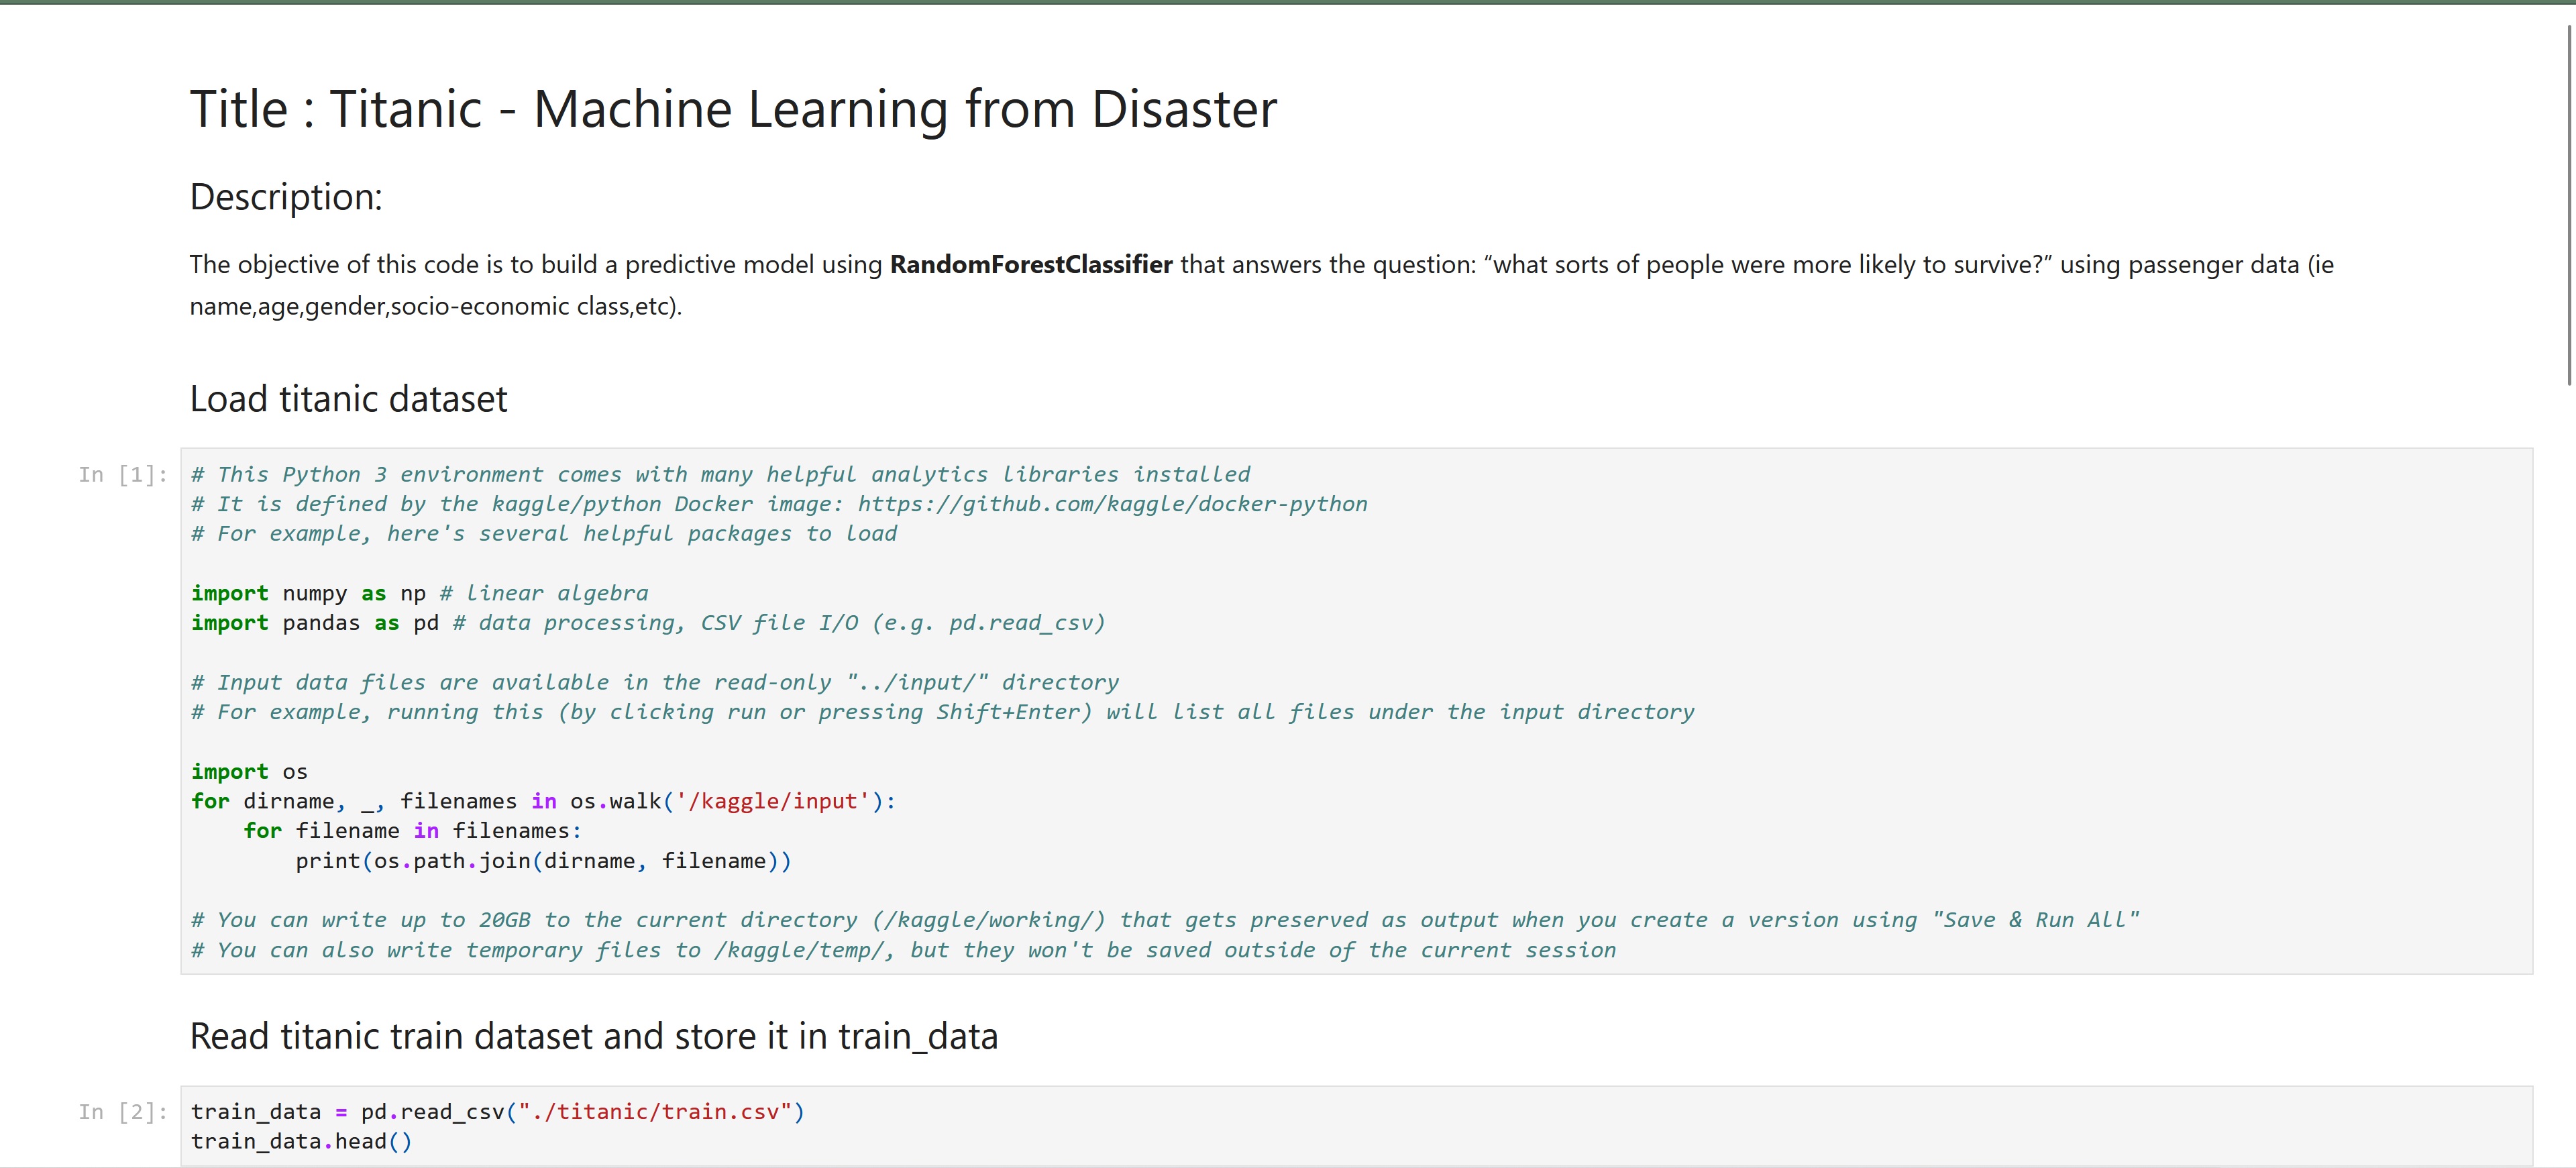 Title : Titanic - Machine Learning from Disaster
Description:
The objective of this code is to build a predictive model using RandomForestClassifier that answers the question: “what sorts of people were more likely to survive?” using passenger data (ie
name,age,gender,socio-economic class,etc).
Load titanic dataset
In [1]:
# This Python 3 environment comes with many helpful analytics libraries installed
# It is defined by the kaggle/python Docker image: https://github.com/kaggle/docker-python
# For example, here's several helpful packages to load
import numpy as np # linear algebra
import pandas as pd # data processing, CSV file I/O (e.g. pd.read_csv)
# Input data files are available in the read-only "../input/" directory
# For example, running this (by clicking run or pressing Shift+Enter) will list all files under the input directory
import os
for dirname, _, filenames in os.walk('/kaggle/input'):
    for filename in filenames:
        print(os.path.join(dirname, filename))
# You can write up to 20GB to the current directory (/kaggle/working/) that gets preserved as output when you create a version using "Save & Run All"
# You can also write temporary files to /kaggle/temp/, but they won't be saved outside of the current session
Read titanic train dataset and store it in train_data
In [2]:
train_data = pd.read_csv("./titanic/train.csv")
train_data.head()